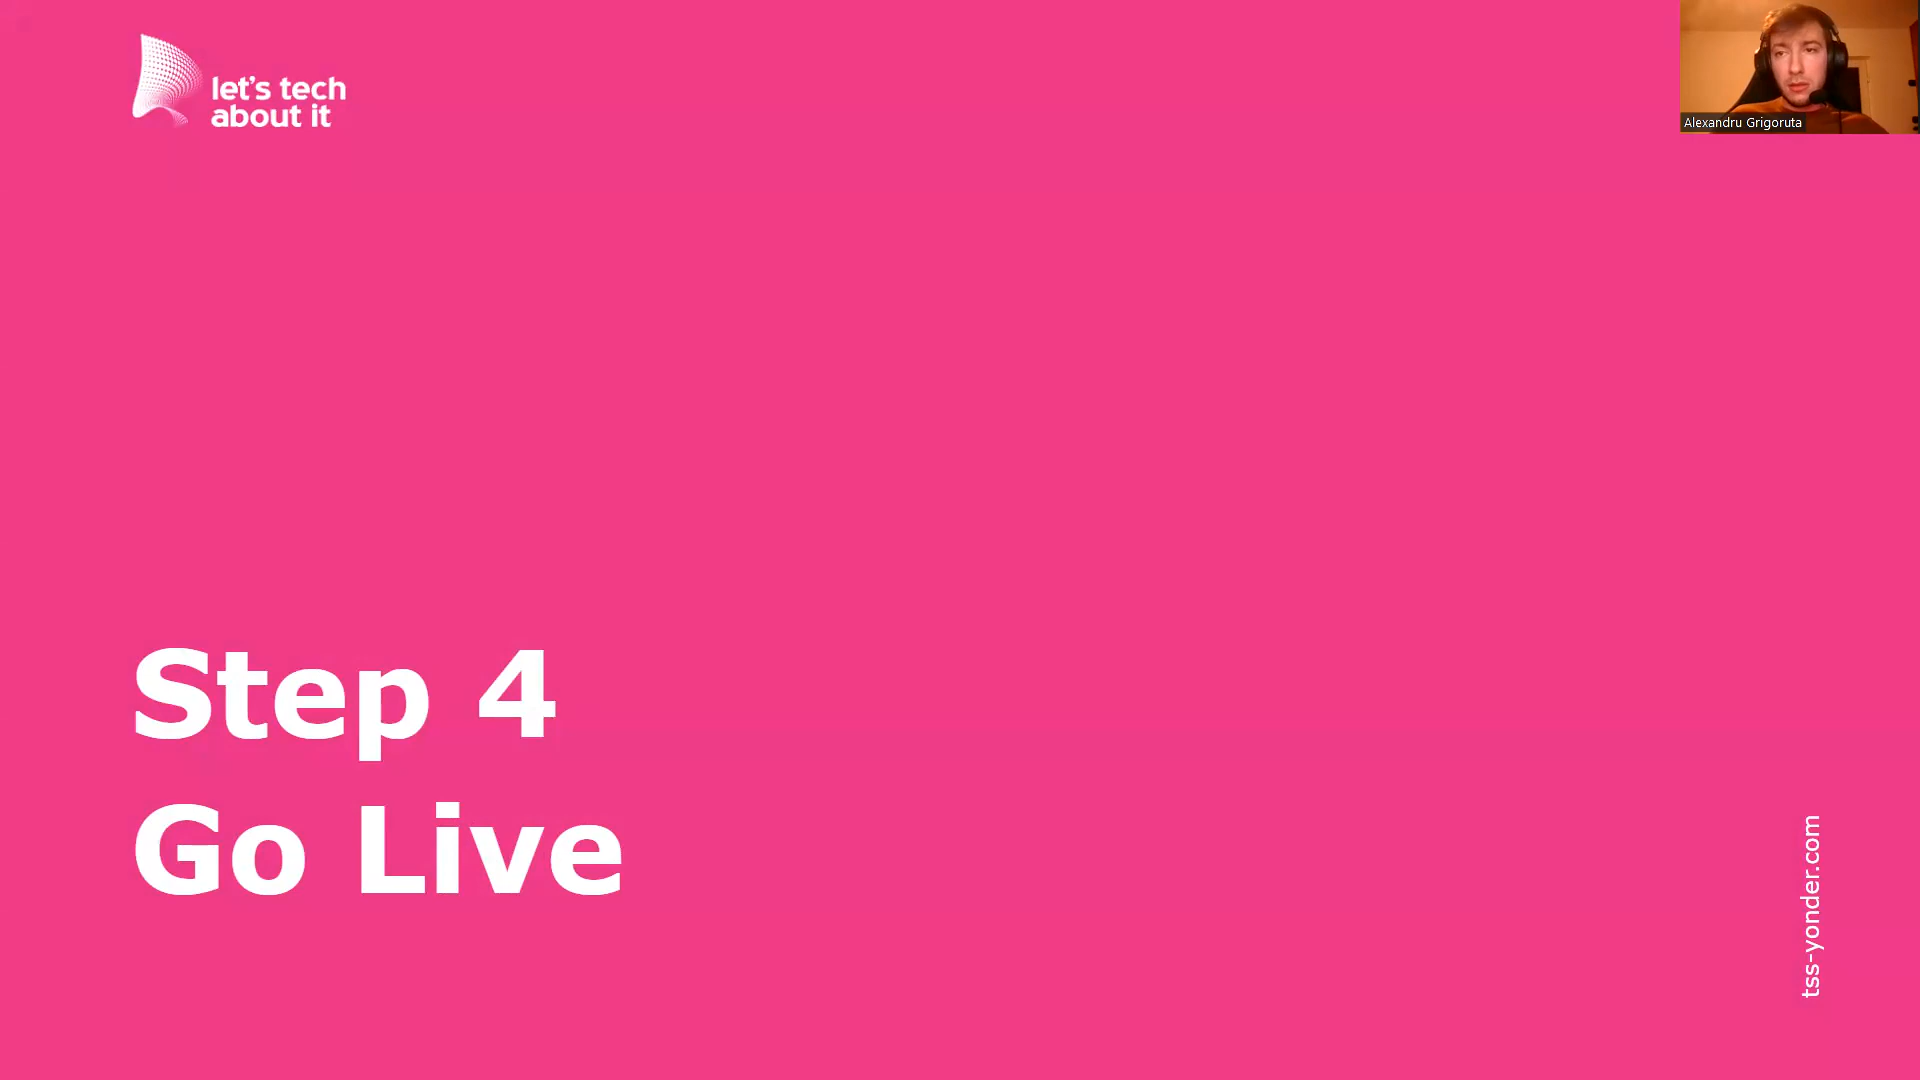 let's tech
about it
Alexandru Grigoruta
Step 4
Go Live
tss-yonder.com